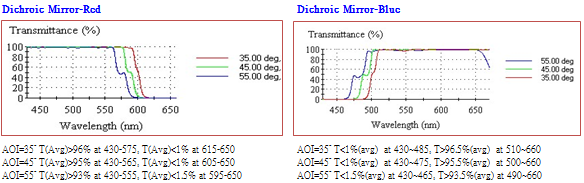 Dichroic Mirror-Red
Transmittance (%)
100
80
60
40
20
0
35.00 deg,
45.00 deg,
55.00 deg,
450 500 550 600 650
Wavelength (nm)
AOI=35˚ T(Avg)>96% at 430-575, T(Avg)<1% at 615-650
AOI=45˚ T(Avg)>95% at 430-565, T(Avg)<1% at 605-650
AOI=55˚ T(Avg)>93% at 430-555, T(Avg)<1.5% at 595-650
Dichroic Mirror-Blue
Transmittance (%)
100
80
60
40
20
0
55.00 deg,
45.00 deg,
35.00 deg,
450 500 550 600 650
Wavelength (nm)
AOI=35˚ T<1%(avg) at 430~485, T>96.5%(avg) at 510~660
AOI=45˚ T<1%(avg) at 430~475, T>95.5%(avg) at 500~660
AOI=55˚ T<1.5%(avg) at 430~465, T>93.5%(avg) at 490~660